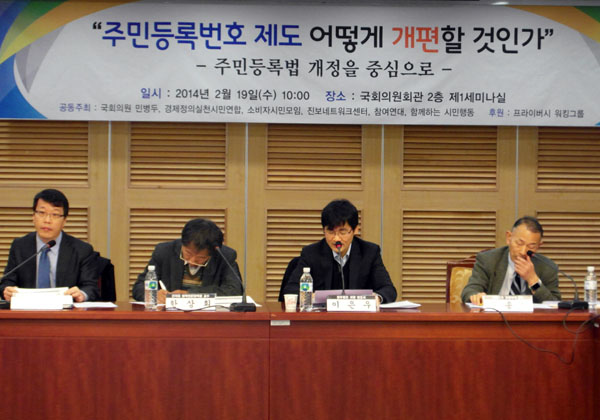 “주민등록번호 제도 어떻게 개편할 것인가”
- 주민등록법 개정을 중심으로 -
일시 : 2014년 2월 19일(수) 10:00 장소 : 국회의원회관 2층 제1세미나실
공동주최 : 국회의원 민병두, 경제정의실천시민연합, 소비자시민모임, 진보네트워크센터, 참여연대, 함께하는 시민행동 후원 : 프라이버시 워킹그룹
한상희
이은우